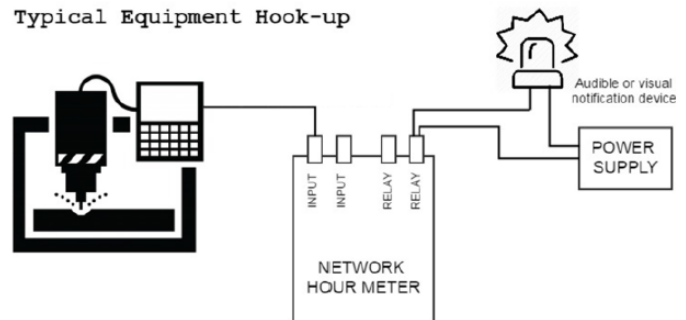 Typical Equipment Hook-up
Audible or visual
notification device
POWER
SUPPLY
INPUT
INPUT
RELAY
RELAY
NETWORK
HOUR METER